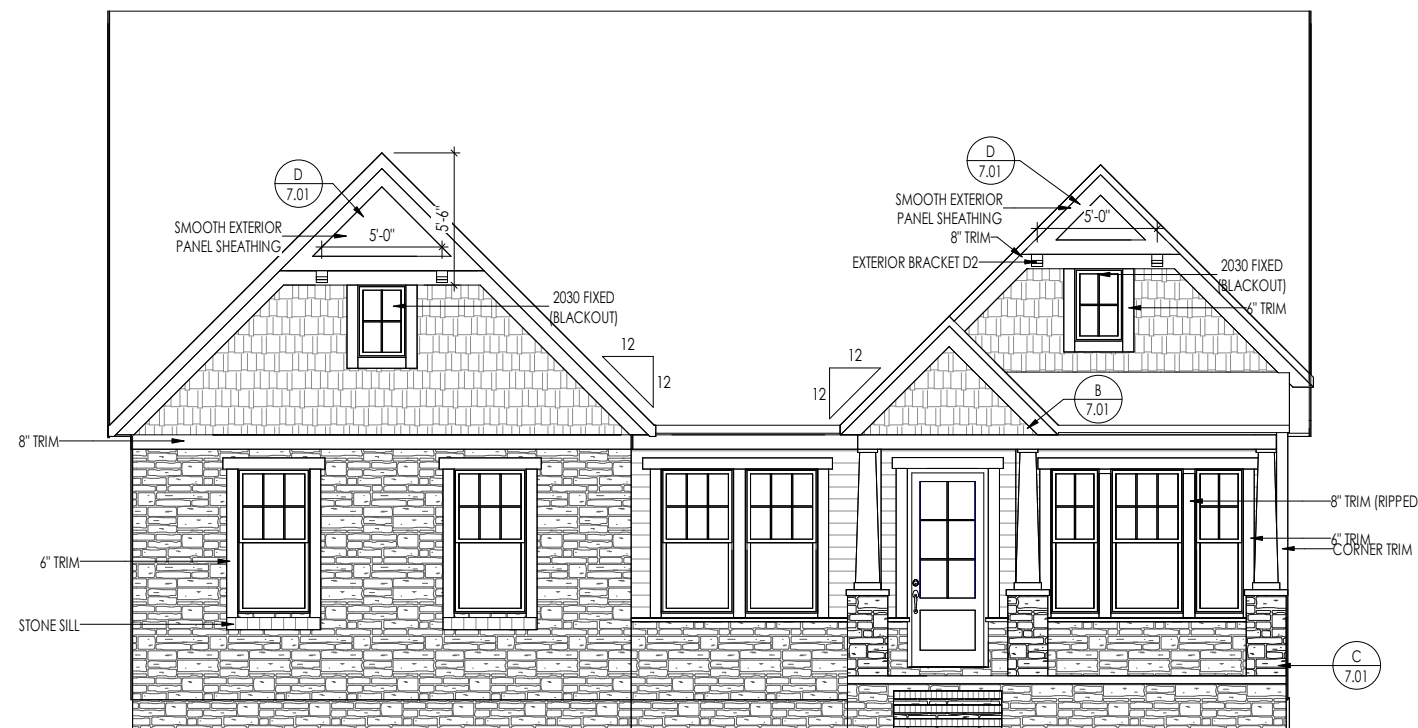 D
7.01
SMOOTH EXTERIOR
PANEL SHEATHING
5'-0"
5'-6"
2030 FIXED
(BLACKOUT)
12
12
8" TRIM
6" TRIM
STONE SILL
D
7.01
SMOOTH EXTERIOR
PANEL SHEATHING
5'-0"
8" TRIM
EXTERIOR BRACKET D2
2030 FIXED
(BLACKOUT)
6" TRIM
12
12
B
7.01
8" TRIM (RIPPED
6" TRIM
CORNER TRIM
C
7.01